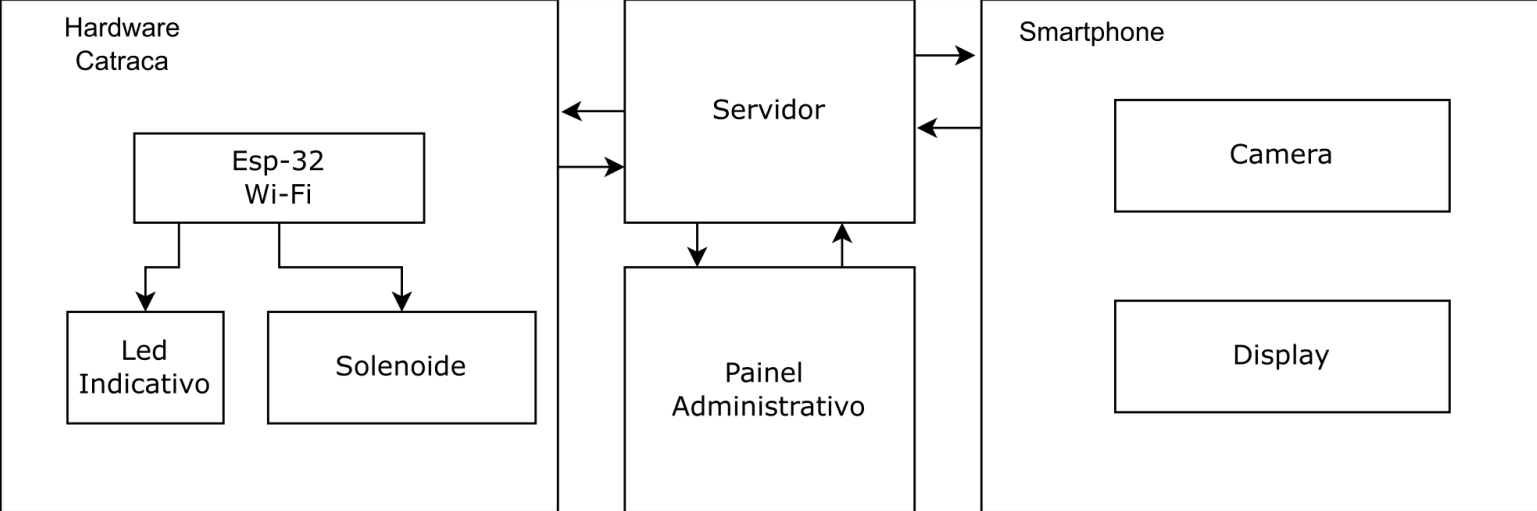 Hardware
Catraca
Esp-32
Wi-Fi
Led
Indicativo
Solenoide
Servidor
Painel
Administrativo
Smartphone
Camera
Display